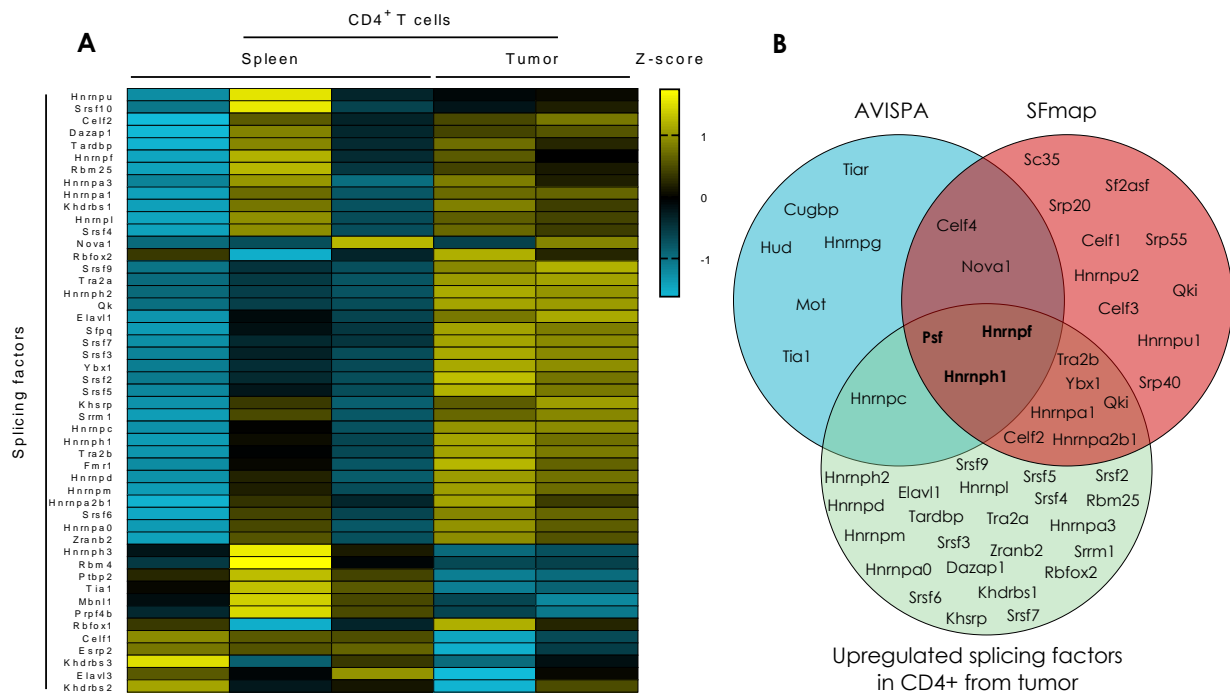 A
CD4+ T cells
Spleen
Tumor
Z-score
Splicing factors
Hnrnpu
Srsf10
Celf2
Dazap1
Tardbp
Hnrnpf
Rbm25
Hnrnpa3
Hnrnpa1
Khdrbs1
Hnrnpl
Srsf4
Nova1
Rbfox2
Srsf9
Tra2a
Hnrnph2
Qk
Elavl1
Sfpq
Srsf7
Srsf3
Ybx1
Srsf2
Srsf5
Khsrp
Srrm1
Hnrnpc
Hnrnph1
Tra2b
Fmr1
Hnrnpd
Hnrnpm
Hnrnpa2b1
Srsf6
Hnrnpa0
Zranb2
Hnrnph3
Rbm4
Ptbp2
Tia1
Mbnl1
Prpf4b
Rbfox1
Celf1
Esrp2
Khdrbs3
Elavl3
Khdrbs2
1
0
-1
B
AVISPA
SFmap
Tiar
Cugbp
Hud
Hnrnpg
Mot
Tia1
Celf4
Nova1
Sc35
Sf2asf
Srp20
Celf1
Srp55
Hnrnpu2
Qki
Celf3
Hnrnpu1
Srp40
Psf
Hnrnpf
Hnrnph1
Hnrnpc
Tra2b
Ybx1
Qki
Hnrnpa1
Celf2
Hnrnpa2b1
Hnrnph2
Srsf9
Srsf5
Srsf2
Elavl1
Hnrnpl
Srsf4
Rbm25
Hnrnpd
Tardbp
Tra2a
Hnrnpa3
Hnrnpm
Srsf3
Zranb2
Srrm1
Hnrnpa0
Dazap1
Rbfox2
Srsf6
Khdrbs1
Khsrp
Srsf7
Upregulated splicing factors
in CD4+ from tumor